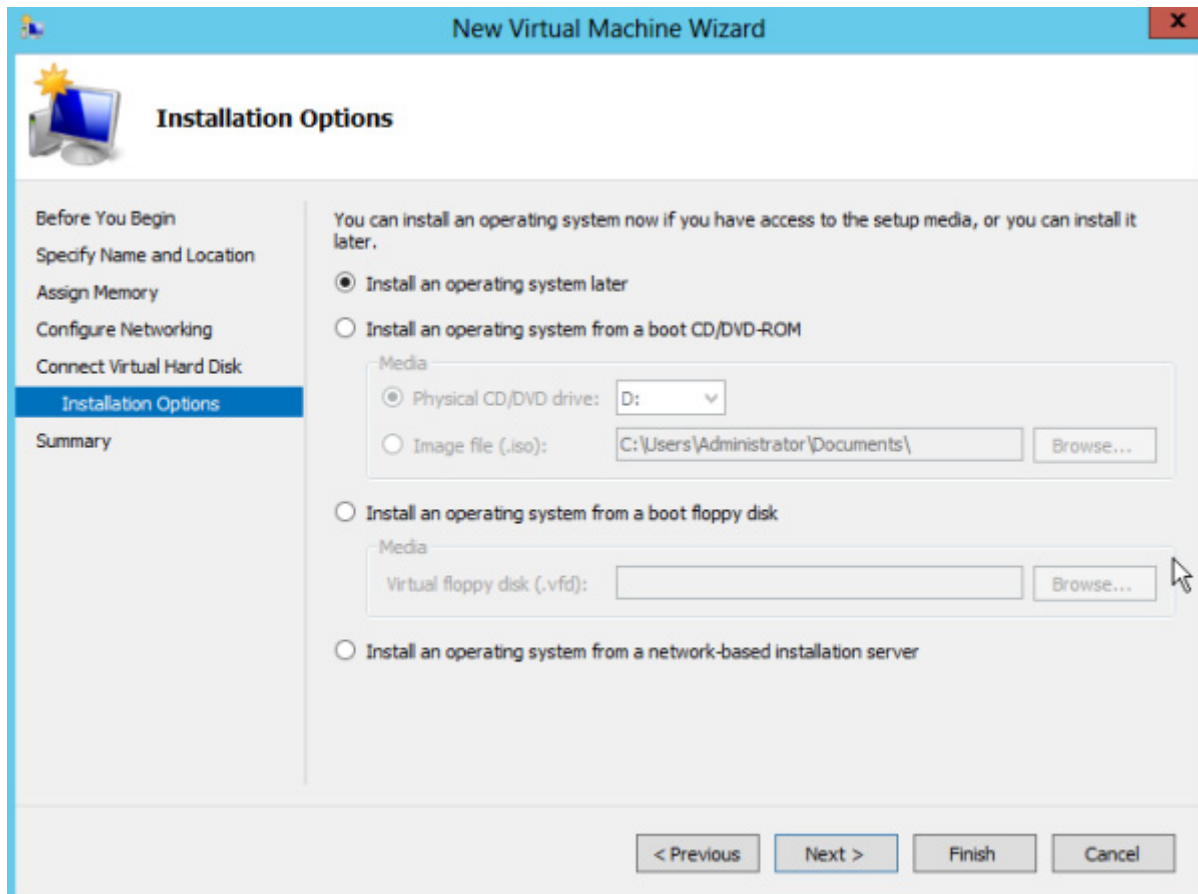 New Virtual Machine Wizard
x
Installation Options
Before You Begin
Specify Name and Location
Assign Memory
Configure Networking
Connect Virtual Hard Disk
Installation Options
Summary
You can install an operating system now if you have access to the setup media, or you can install it
later.
Install an operating system later
Install an operating system from a boot CD/DVD-ROM
Media
Physical CD/DVD drive: D:
Image file (.iso): C:\Users\Administrator\Documents\ Browse...
Install an operating system from a boot floppy disk
Media
Virtual floppy disk (.vfd): Browse...
Install an operating system from a network-based installation server
< Previous Next > Finish Cancel